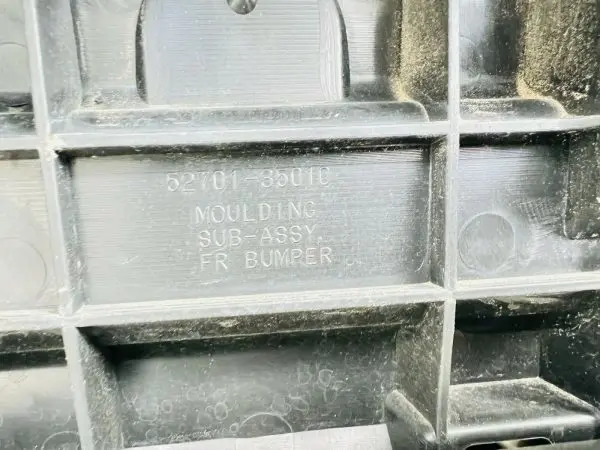 52701-35010
MOULDING
SUB-ASSY,
FR BUMPER